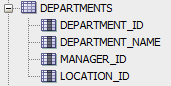 DEPARTMENTS
DEPARTMENT_ID
DEPARTMENT_NAME
MANAGER_ID
LOCATION_ID